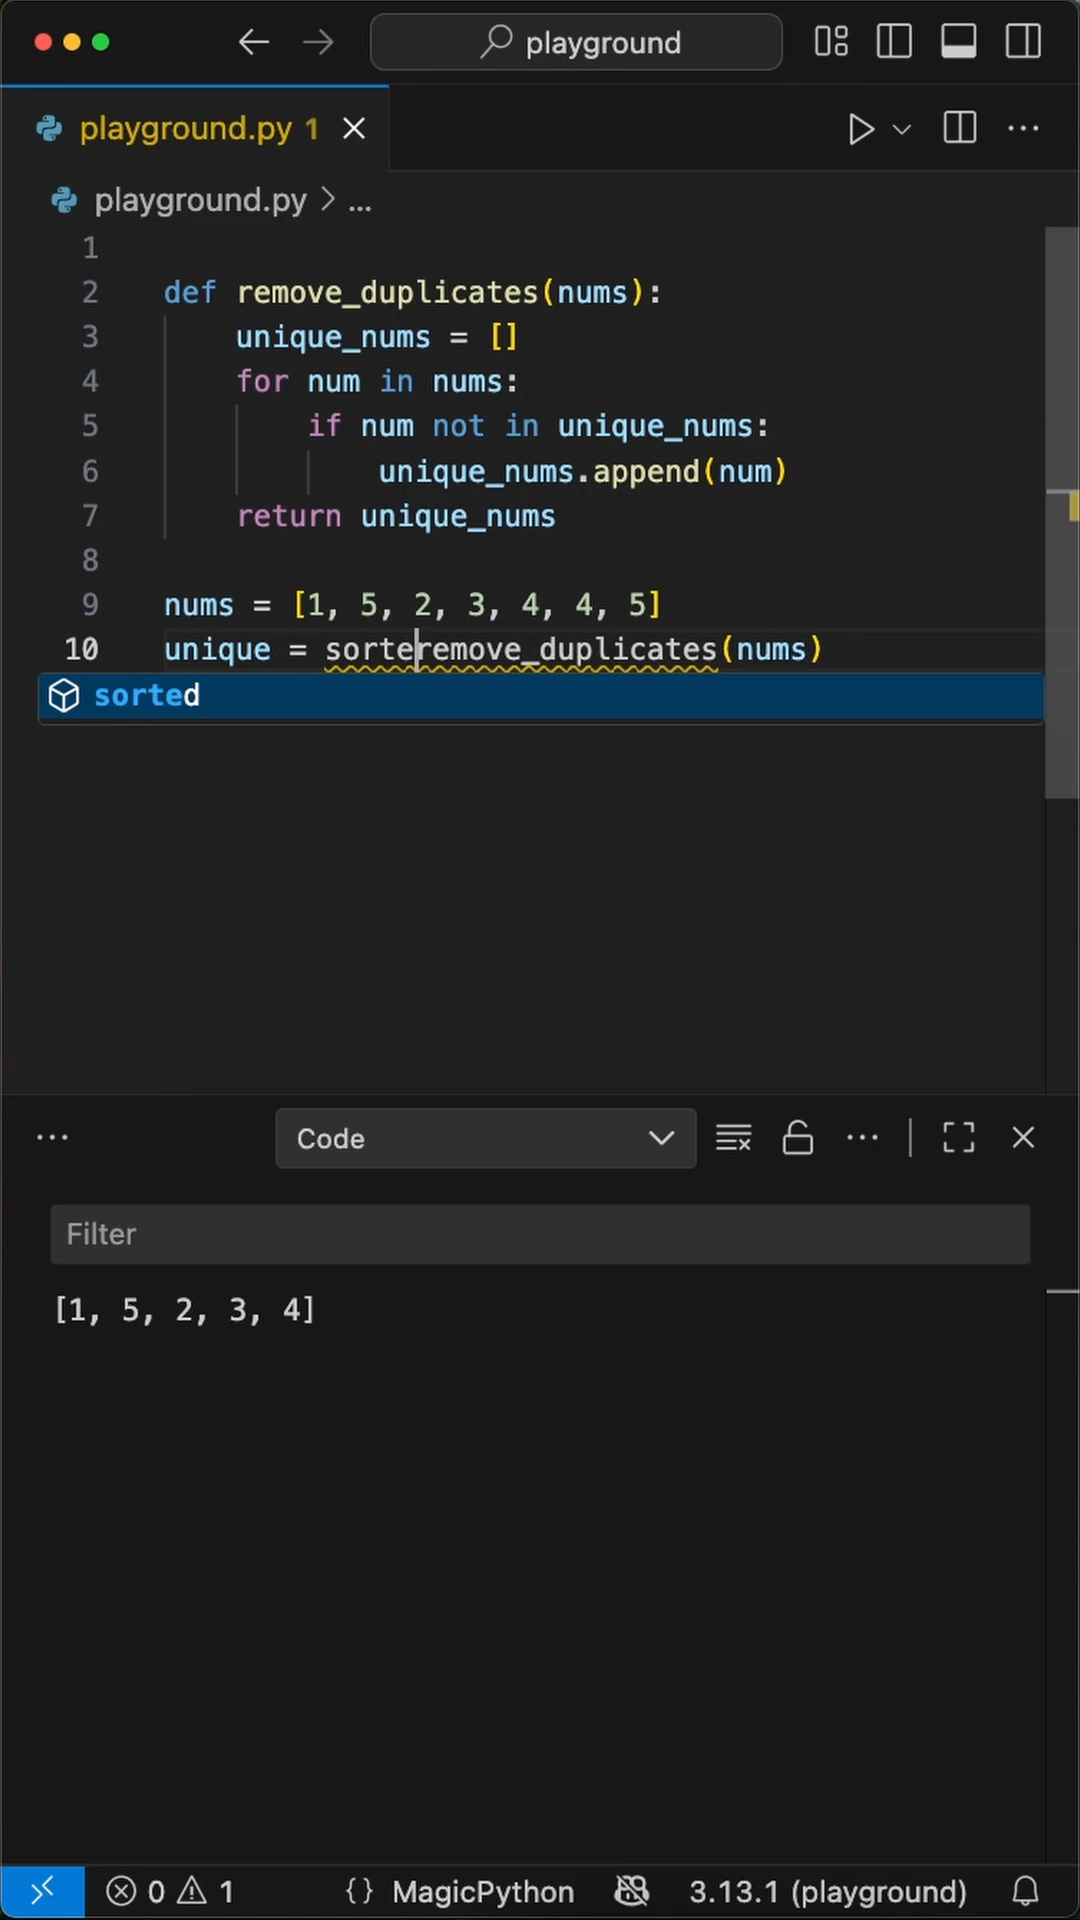 playground
playground.py 1
playground.py > ...
1
2 def remove_duplicates(nums):
3 unique_nums = []
4 for num in nums:
5 if num not in unique_nums:
6 unique_nums.append(num)
7 return unique_nums
8
9 nums = [1, 5, 2, 3, 4, 4, 5]
10 unique = sorteremove_duplicates(nums)
sorted
Code
Filter
[1, 5, 2, 3, 4]
0 1 {} MagicPython 3.13.1 (playground)